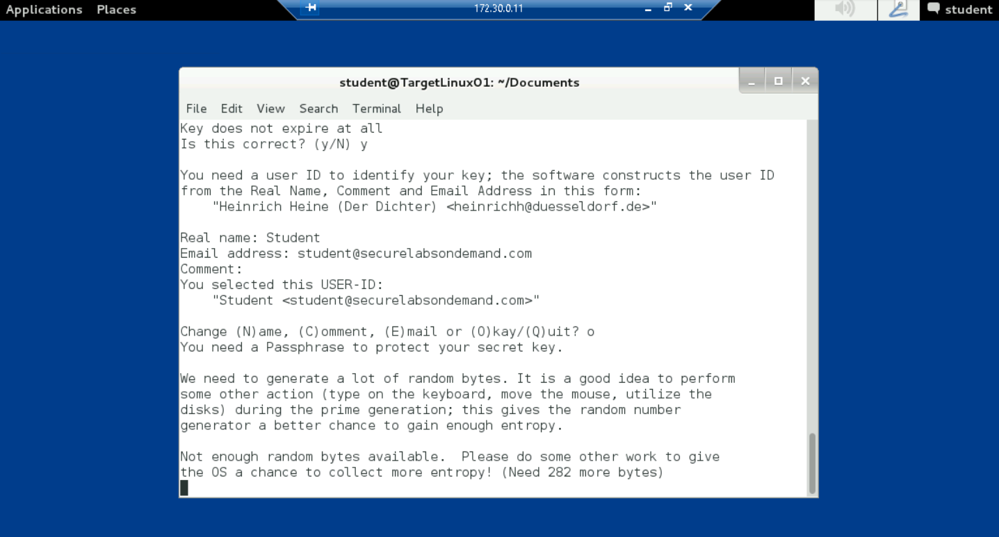 Applications Places 172.30.0.11 student
student@TargetLinux01: ~/Documents
File Edit View Search Terminal Help
Key does not expire at all
Is this correct? (y/N) y
You need a user ID to identify your key; the software constructs the user ID
from the Real Name, Comment and Email Address in this form:
"Heinrich Heine (Der Dichter) <heinrichh@duesseldorf.de>"
Real name: Student
Email address: student@securelabsondemand.com
Comment:
You selected this USER-ID:
"Student <student@securelabsondemand.com>"
Change (N)ame, (C)omment, (E)mail or (O)kay/(Q)uit? o
You need a Passphrase to protect your secret key.
We need to generate a lot of random bytes. It is a good idea to perform
some other action (type on the keyboard, move the mouse, utilize the
disks) during the prime generation; this gives the random number
generator a better chance to gain enough entropy.
Not enough random bytes available.  Please do some other work to give
the OS a chance to collect more entropy! (Need 282 more bytes)